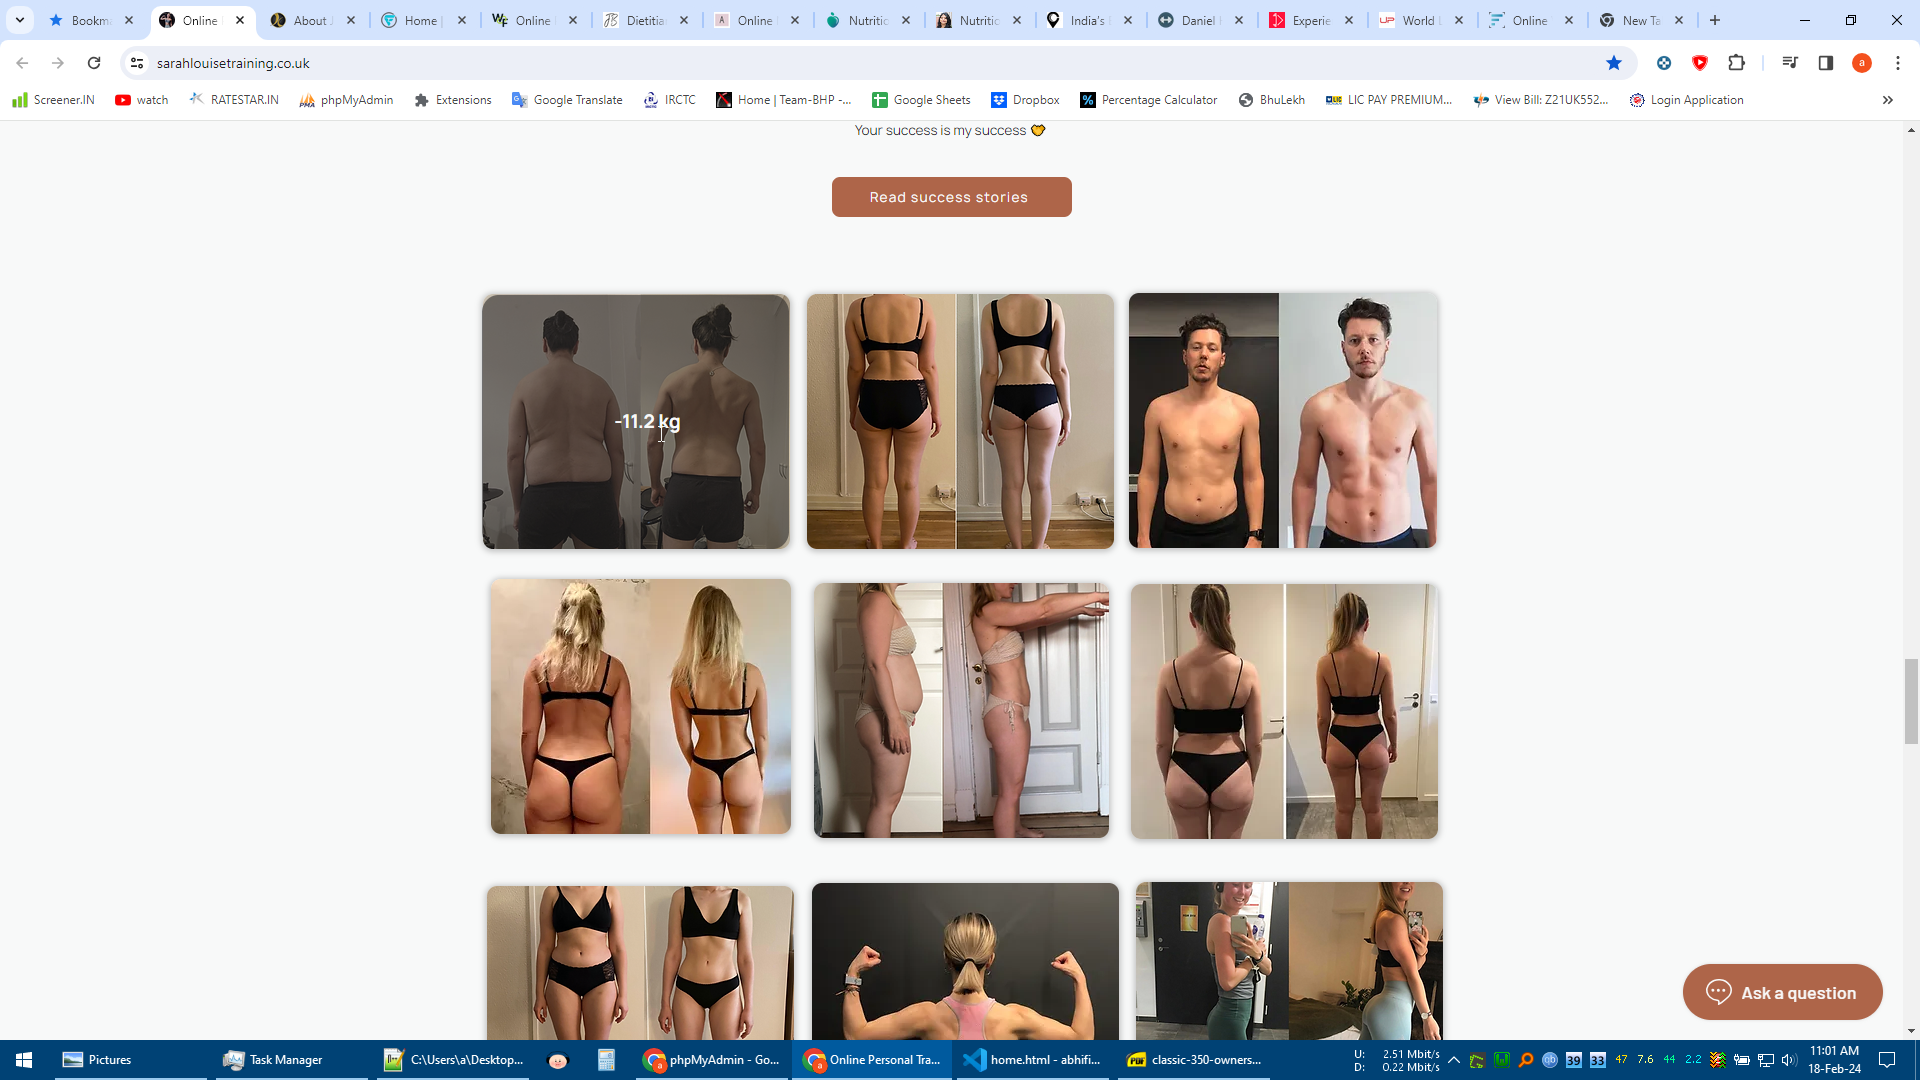 Bookma
Online
About J
Home |
Online
Dietitia
Online
Nutritio
Nutritio
India's
Daniel
Experie
World
Online
New Ta
sarahlouisetraining.co.uk
a
Screener.IN
watch
RATESTAR.IN
phpMyAdmin
Extensions
Google Translate
IRCTC
Home | Team-BHP -...
Google Sheets
Dropbox
Percentage Calculator
BhuLekh
LIC PAY PREMIUM...
View Bill: Z21UK552...
Login Application
Your success is my success
Read success stories
-11.2 kg
Ask a question
Pictures
Task Manager
C:\Users\a\Desktop...
phpMyAdmin - Go...
Online Personal Tra...
home.html - abhifi...
classic-350-owners...
U: 2.51 Mbit/s
D: 0.22 Mbit/s
39
33
47
7.6
44
2.2
11:01 AM
18-Feb-24